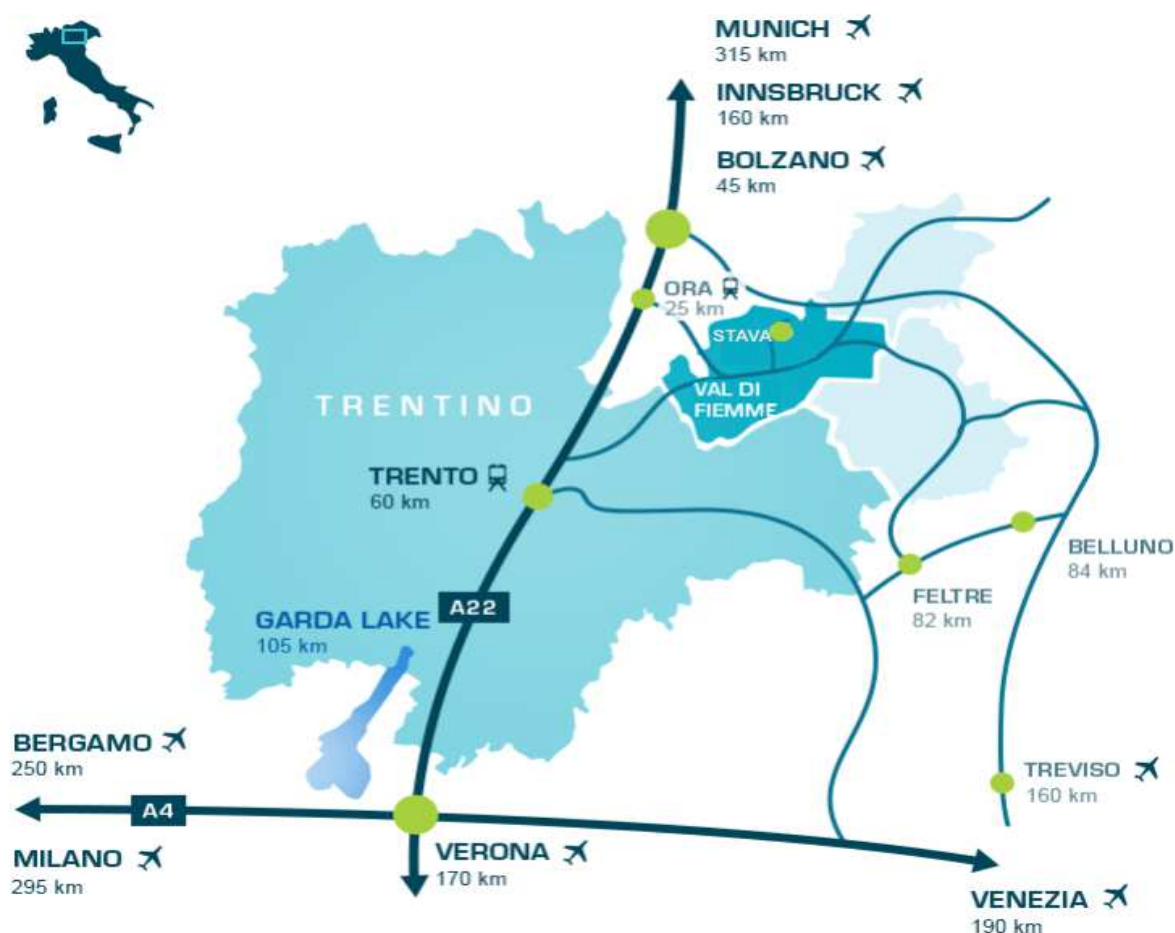 MUNICH
315 km
INNSBRUCK
160 km
BOLZANO
45 km
ORA
25 km
STAVA
VAL DI
FIEMME
TRENTINO
TRENTO
60 km
BELLUNO
84 km
FELTRE
82 km
A22
GARDA LAKE
105 km
BERGAMO
250 km
TREVISO
160 km
A4
MILANO
295 km
VERONA
170 km
VENEZIA
190 km